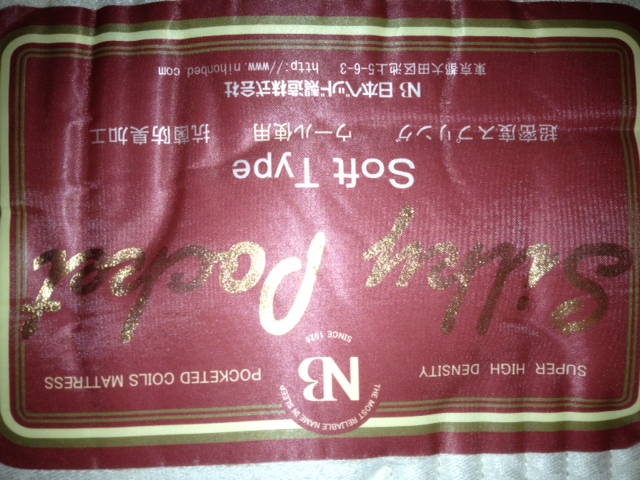 THE MOST RELIABLE NAME IN SLEEP
NB
SINCE 1926
SUPER HIGH DENSITY
POCKETED COILS MATTRESS
Silky Pocket
Soft Type
超密度スプリング ウール使用 抗菌防臭加工
NB 日本ベッド製造株式会社
東京都大田区池上5-6-3 http://www.nihonbed.com